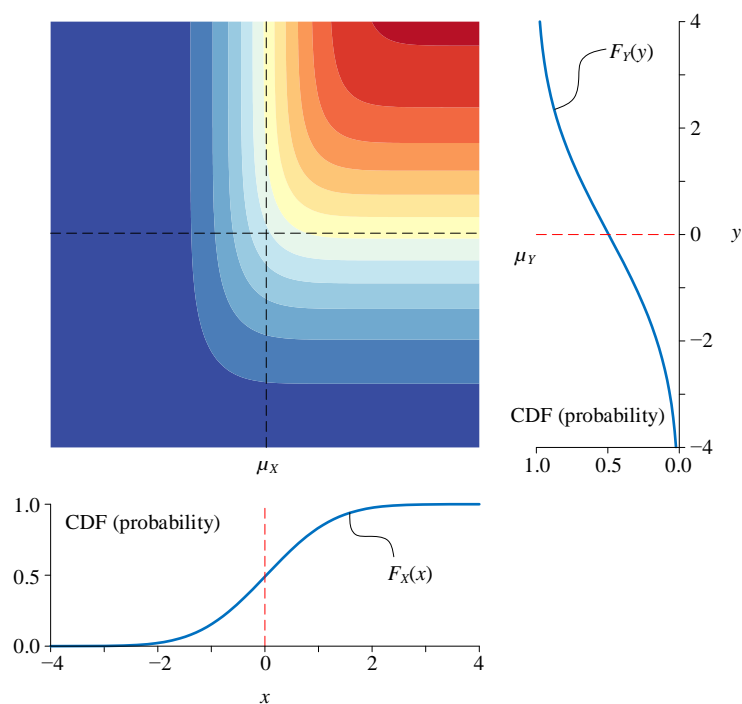 4
F_Y(y)
2
0
y
μ_Y
−2
CDF (probability)
−4
1.0
0.5
0.0
μ_X
1.0
CDF (probability)
0.5
F_X(x)
0.0
−4
−2
0
2
4
x